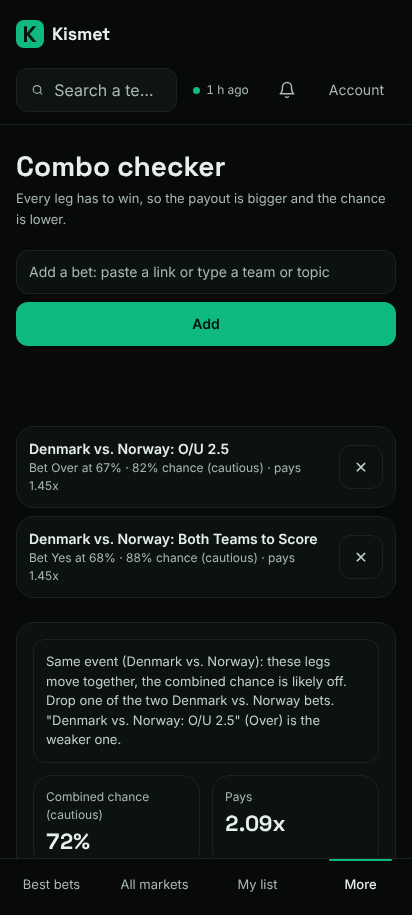 K Kismet
Search a te...
1 h ago
Account
Combo checker
Every leg has to win, so the payout is bigger and the chance
is lower.
Add a bet: paste a link or type a team or topic
Add
Denmark vs. Norway: O/U 2.5
Bet Over at 67% · 82% chance (cautious) · pays
1.45x
×
Denmark vs. Norway: Both Teams to Score
Bet Yes at 68% · 88% chance (cautious) · pays
1.45x
×
Same event (Denmark vs. Norway): these legs
move together, the combined chance is likely off.
Drop one of the two Denmark vs. Norway bets.
"Denmark vs. Norway: O/U 2.5" (Over) is the
weaker one.
Combined chance
(cautious)
72%
Pays
2.09x
Best bets
All markets
My list
More